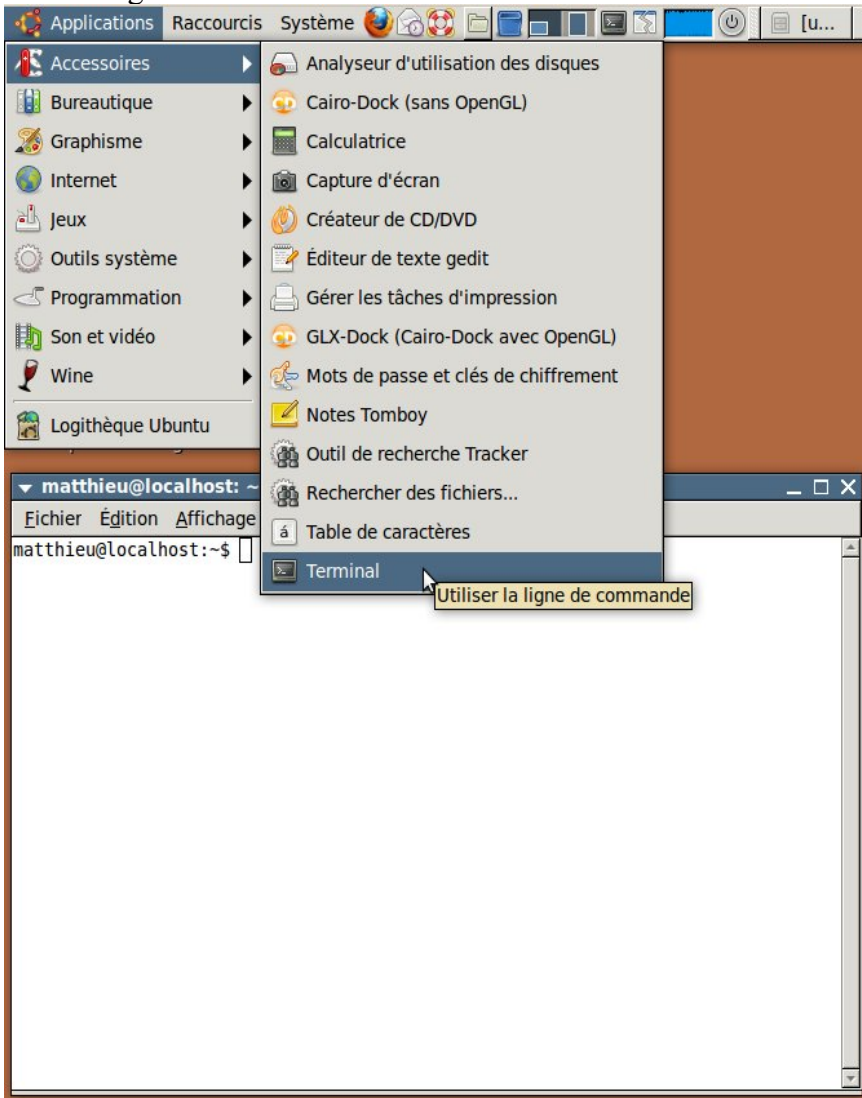 Applications Raccourcis Système [u...
Accessoires
Bureautique
Graphisme
Internet
Jeux
Outils système
Programmation
Son et vidéo
Wine
Logithèque Ubuntu
Analyseur d'utilisation des disques
Cairo-Dock (sans OpenGL)
Calculatrice
Capture d'écran
Créateur de CD/DVD
Éditeur de texte gedit
Gérer les tâches d'impression
GLX-Dock (Cairo-Dock avec OpenGL)
Mots de passe et clés de chiffrement
Notes Tomboy
Outil de recherche Tracker
Rechercher des fichiers...
á Table de caractères
Terminal
Utiliser la ligne de commande
matthieu@localhost: ~
Fichier Édition Affichage
matthieu@localhost:~$